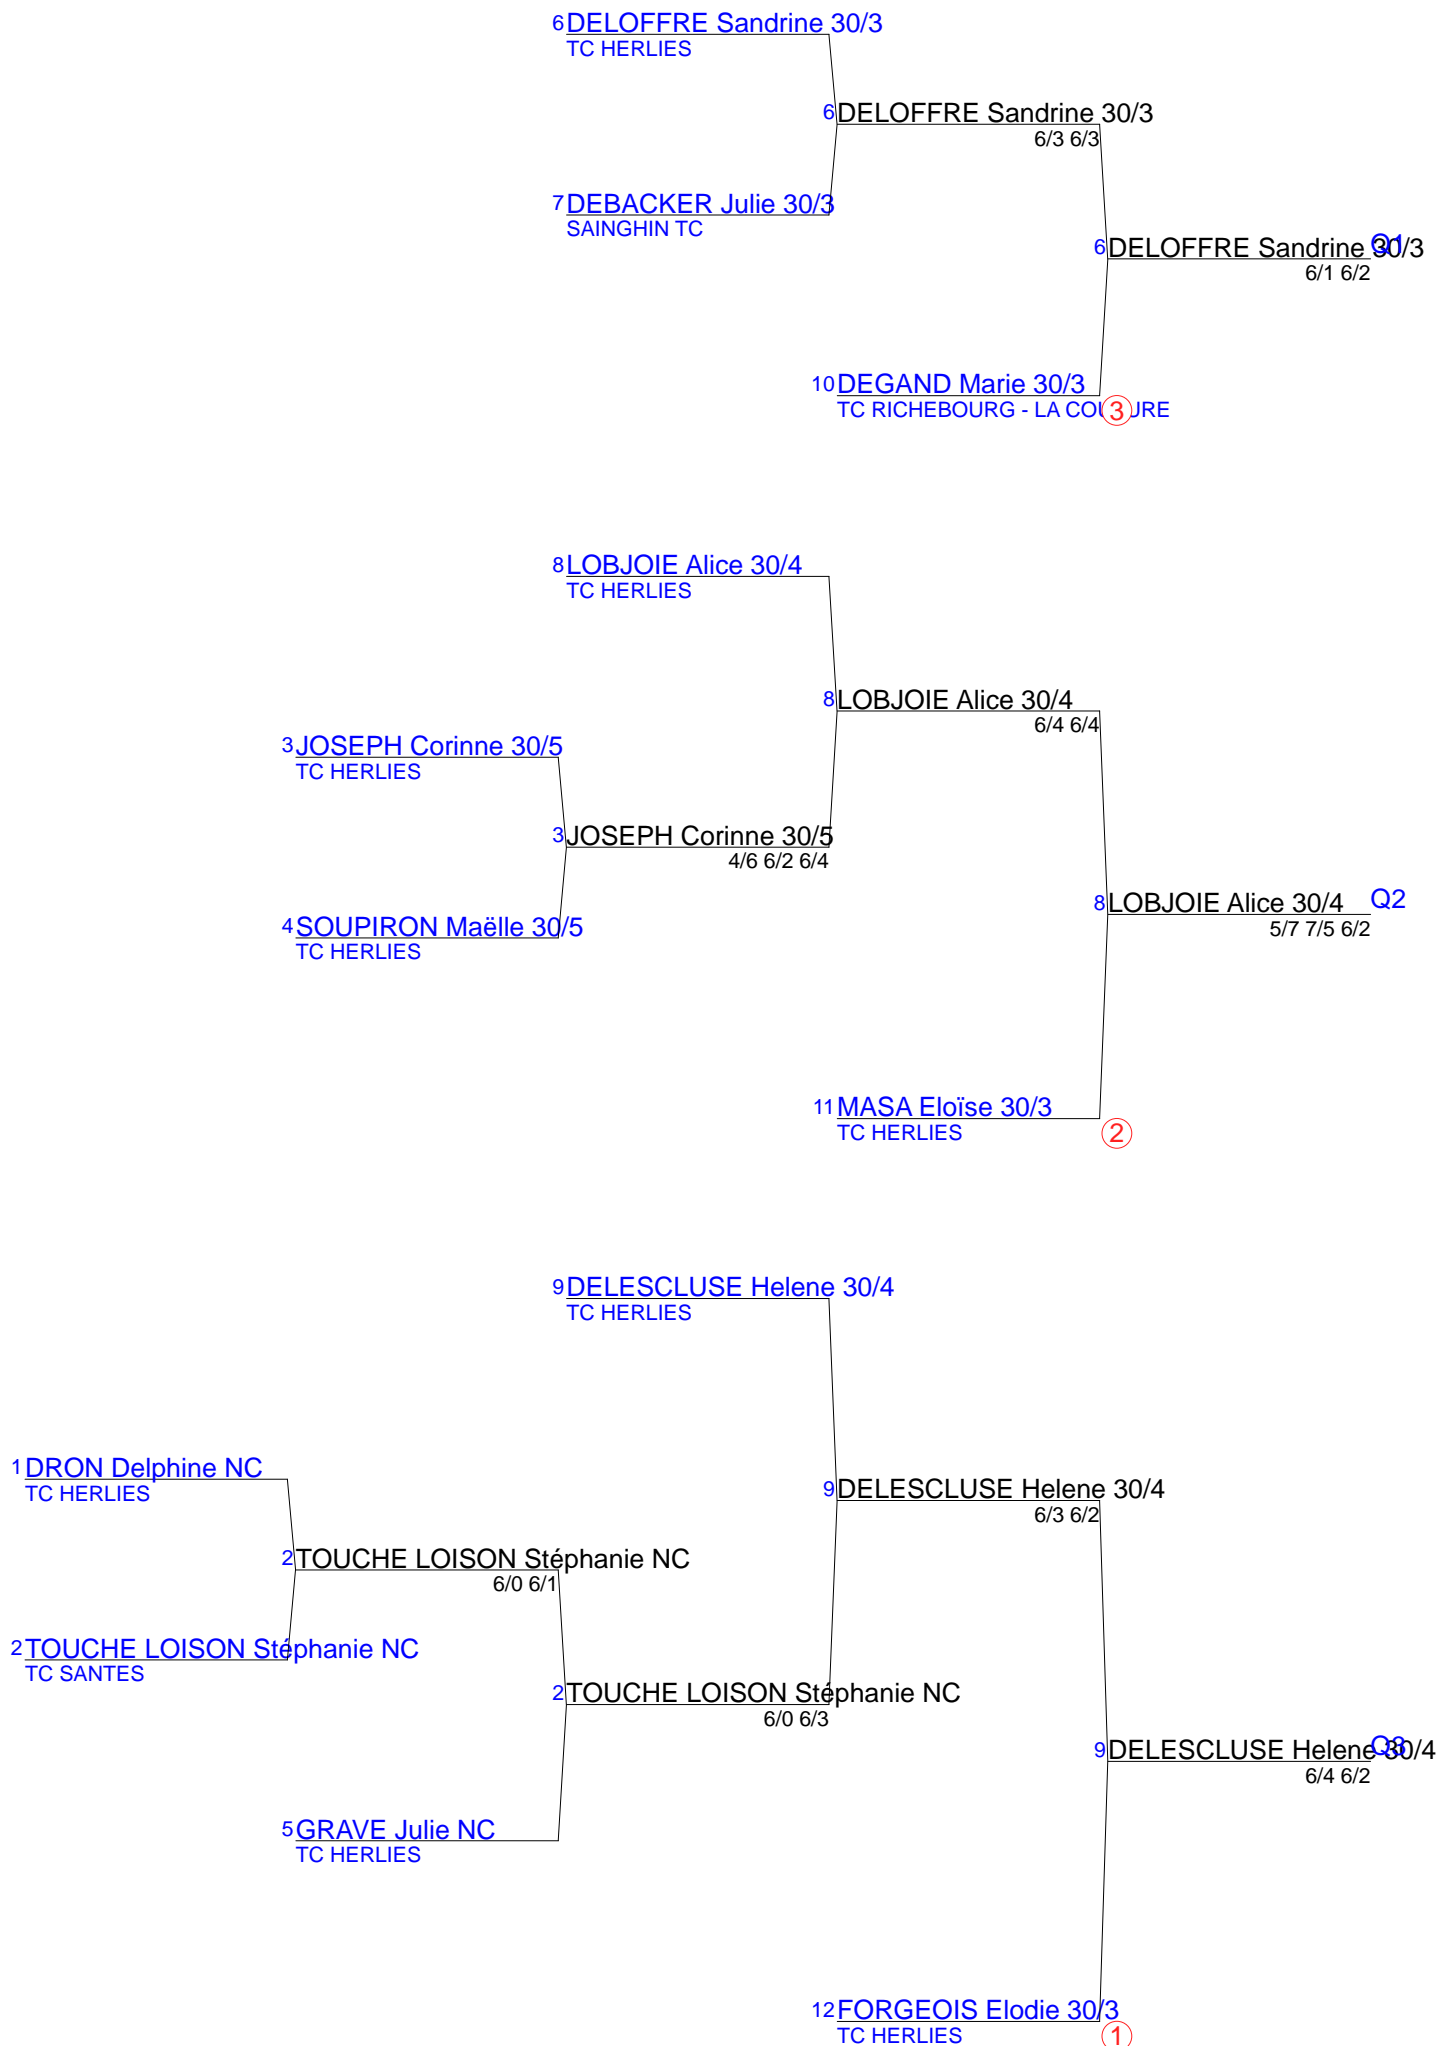 6 DELOFFRE Sandrine 30/3
TC HERLIES
6 DELOFFRE Sandrine 30/3
6/3 6/3
7 DEBACKER Julie 30/3
SAINGHIN TC
6 DELOFFRE Sandrine 30/3 Q1
6/1 6/2
10 DEGAND Marie 30/3
TC RICHEBOURG - LA COUTURE
3
8 LOBJOIE Alice 30/4
TC HERLIES
8 LOBJOIE Alice 30/4
6/4 6/4
3 JOSEPH Corinne 30/5
TC HERLIES
3 JOSEPH Corinne 30/5
4/6 6/2 6/4
8 LOBJOIE Alice 30/4 Q2
5/7 7/5 6/2
4 SOUPIRON Maëlle 30/5
TC HERLIES
11 MASA Eloïse 30/3
TC HERLIES
2
9 DELESCLUSE Helene 30/4
TC HERLIES
1 DRON Delphine NC
TC HERLIES
9 DELESCLUSE Helene 30/4
6/3 6/2
2 TOUCHE LOISON Stéphanie NC
6/0 6/1
2 TOUCHE LOISON Stéphanie NC
TC SANTES
2 TOUCHE LOISON Stéphanie NC
6/0 6/3
9 DELESCLUSE Helene 30/4 Q3
6/4 6/2
5 GRAVE Julie NC
TC HERLIES
12 FORGEOIS Elodie 30/3
TC HERLIES
1